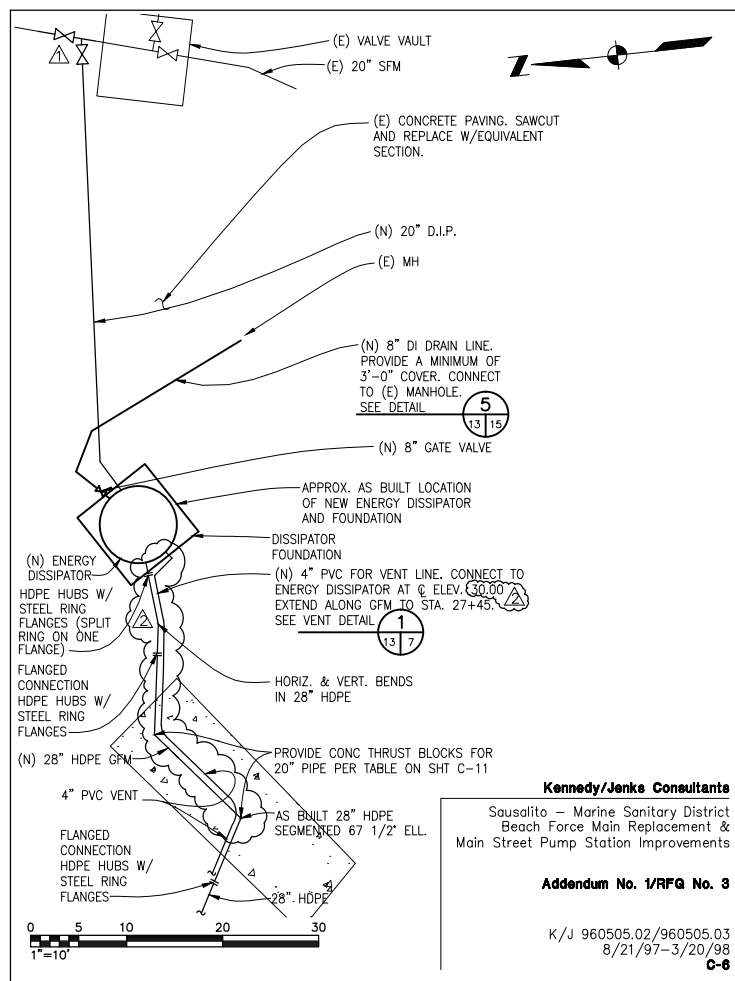 (E) VALVE VAULT
(E) 20" SFM
1
Z
(E) CONCRETE PAVING. SAWCUT
AND REPLACE W/EQUIVALENT
SECTION.
(N) 20" D.I.P.
(E) MH
(N) 8" DI DRAIN LINE.
PROVIDE A MINIMUM OF
3'-0" COVER. CONNECT
TO (E) MANHOLE.
SEE DETAIL
5
13 15
(N) 8" GATE VALVE
APPROX. AS BUILT LOCATION
OF NEW ENERGY DISSIPATOR
AND FOUNDATION
DISSIPATOR
FOUNDATION
(N) ENERGY
DISSIPATOR
HDPE HUBS W/
STEEL RING
FLANGES (SPLIT
RING ON ONE
FLANGE)
2
(N) 4" PVC FOR VENT LINE. CONNECT TO
ENERGY DISSIPATOR AT ℄ ELEV. 30.00
EXTEND ALONG GFM TO STA. 27+45.
SEE VENT DETAIL
2
1
13 7
FLANGED
CONNECTION
HDPE HUBS W/
STEEL RING
FLANGES
HORIZ. & VERT. BENDS
IN 28" HDPE
(N) 28" HDPE GFM
PROVIDE CONC THRUST BLOCKS FOR
20" PIPE PER TABLE ON SHT C-11
4" PVC VENT
AS BUILT 28" HDPE
SEGMENTED 67 1/2° ELL.
FLANGED
CONNECTION
HDPE HUBS W/
STEEL RING
FLANGES
28" HDPE
0 5 10 20 30
1"=10'
Kennedy/Jenks Consultants
Sausalito – Marine Sanitary District
Beach Force Main Replacement &
Main Street Pump Station Improvements
Addendum No. 1/RFQ No. 3
K/J 960505.02/960505.03
8/21/97–3/20/98
C-6